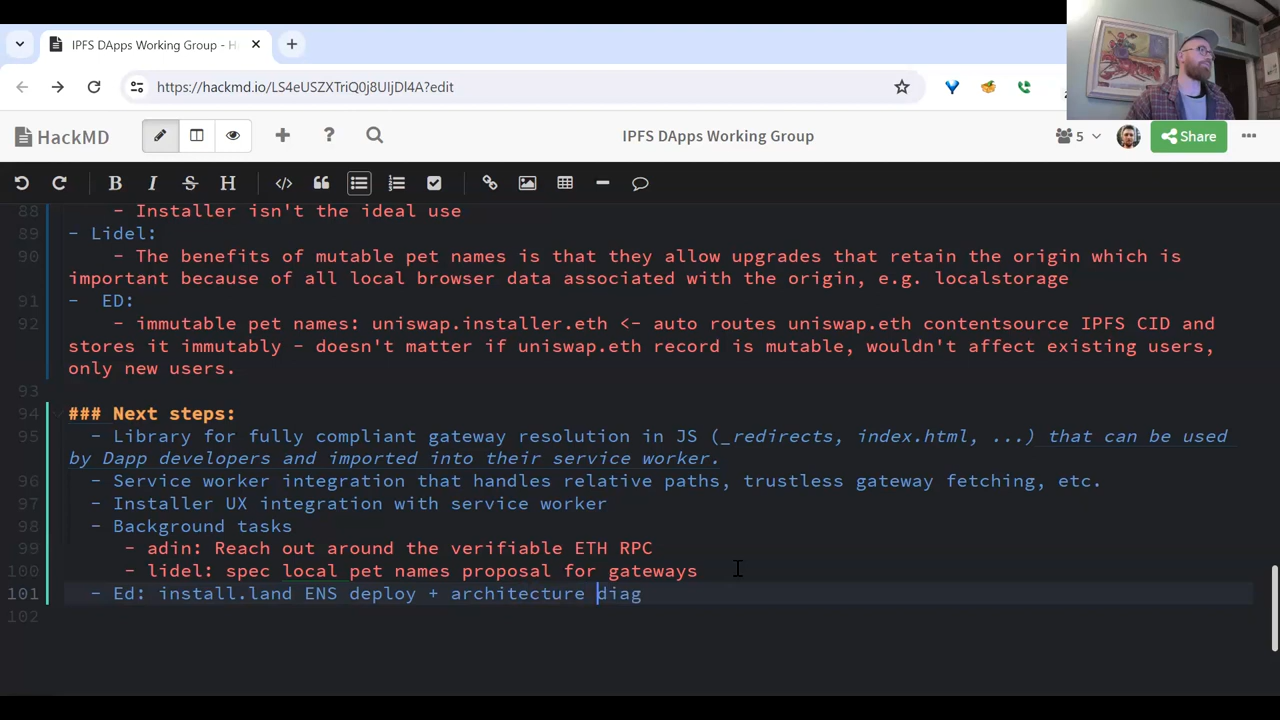 IPFS DApps Working Group - H
https://hackmd.io/LS4eUSZXTriQ0j8UIjDl4A?edit
HackMD
IPFS DApps Working Group
5
Share
B I S H
88 - Installer isn't the ideal use
89 - Lidel:
90 - The benefits of mutable pet names is that they allow upgrades that retain the origin which is
important because of all local browser data associated with the origin, e.g. localstorage
91 - ED:
92 - immutable pet names: uniswap.installer.eth <- auto routes uniswap.eth contentsource IPFS CID and
stores it immutably - doesn't matter if uniswap.eth record is mutable, wouldn't affect existing users,
only new users.
93
94 ### Next steps:
95 - Library for fully compliant gateway resolution in JS (_redirects, index.html, ...) that can be used
by Dapp developers and imported into their service worker.
96 - Service worker integration that handles relative paths, trustless gateway fetching, etc.
97 - Installer UX integration with service worker
98 - Background tasks
99 - adin: Reach out around the verifiable ETH RPC
100 - lidel: spec local pet names proposal for gateways
101 - Ed: install.land ENS deploy + architecture diag
102